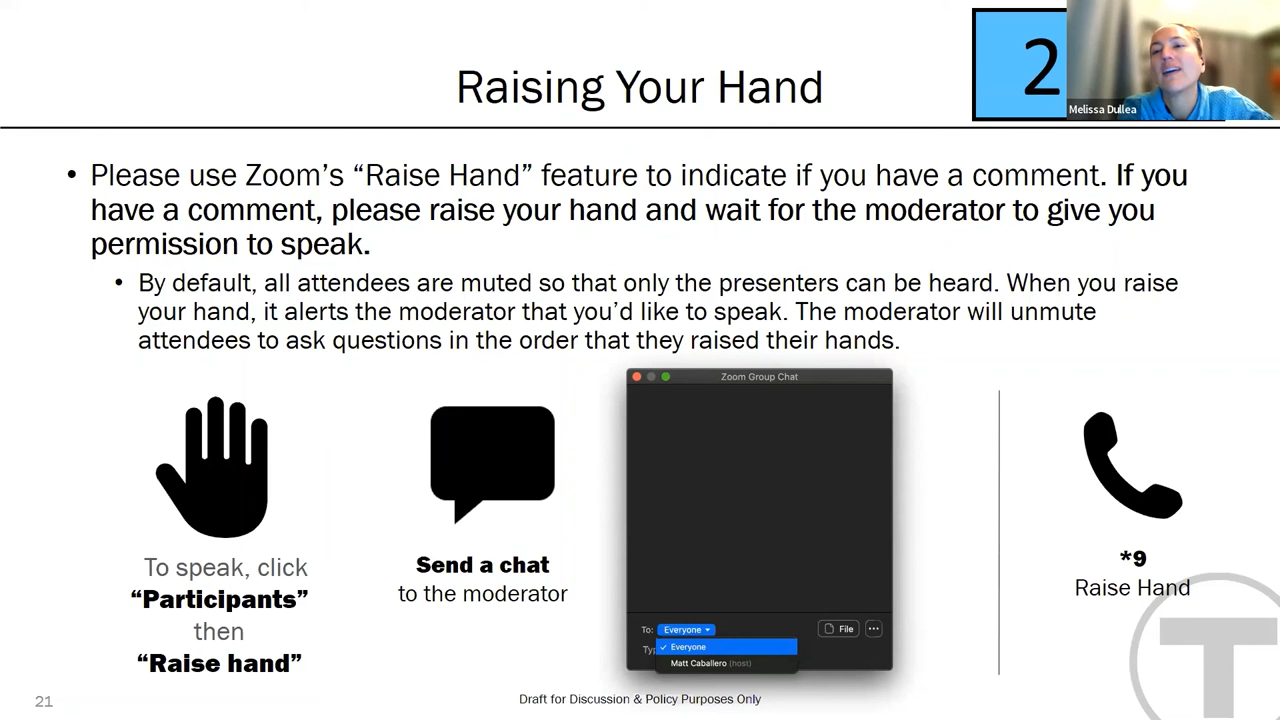 Raising Your Hand
2
Melissa Dullea
• Please use Zoom’s “Raise Hand” feature to indicate if you have a comment. If you
have a comment, please raise your hand and wait for the moderator to give you
permission to speak.
• By default, all attendees are muted so that only the presenters can be heard. When you raise
your hand, it alerts the moderator that you’d like to speak. The moderator will unmute
attendees to ask questions in the order that they raised their hands.
To speak, click
“Participants”
then
“Raise hand”
Send a chat
to the moderator
Zoom Group Chat
To: Everyone
File
Typ
✓ Everyone
Matt Caballero (host)
*9
Raise Hand
T
21
Draft for Discussion & Policy Purposes Only